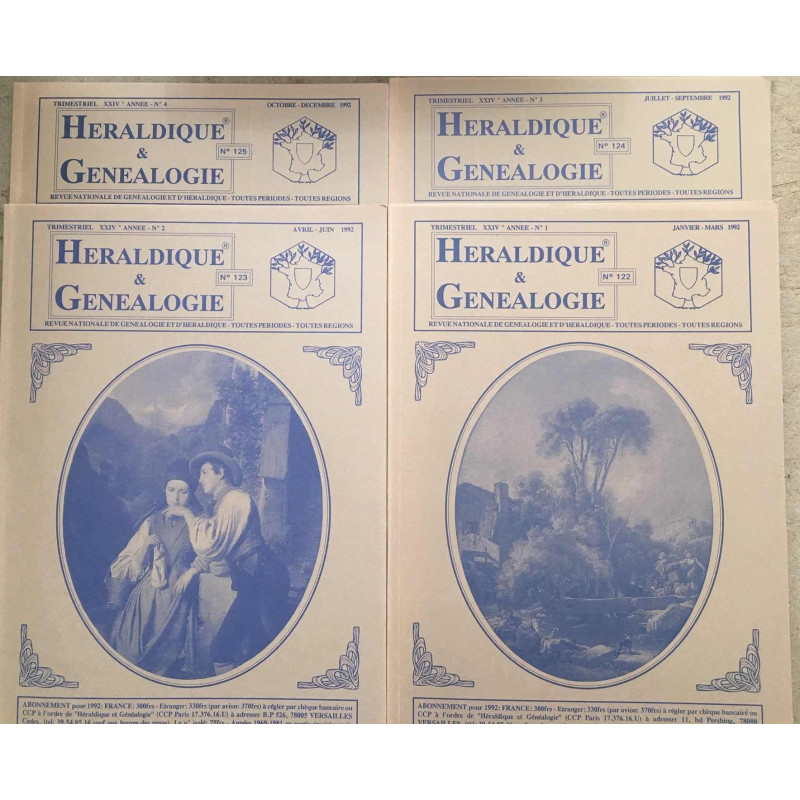 TRIMESTRIEL XXIV ° ANNEE - N° 4 OCTOBRE - DECEMBRE 1992
HERALDIQUE®
&
GENEALOGIE
N° 125
REVUE NATIONALE DE GENEALOGIE ET D'HERALDIQUE - TOUTES PERIODES - TOUTES REGIONS
TRIMESTRIEL XXIV ° ANNEE - N° 3 JUILLET - SEPTEMBRE 1992
HERALDIQUE®
&
GENEALOGIE
N° 124
REVUE NATIONALE DE GENEALOGIE ET D'HERALDIQUE - TOUTES PERIODES - TOUTES REGIONS
TRIMESTRIEL XXIV ° ANNEE - N° 2 AVRIL - JUIN 1992
HERALDIQUE®
&
GENEALOGIE
N° 123
REVUE NATIONALE DE GENEALOGIE ET D'HERALDIQUE - TOUTES PERIODES - TOUTES REGIONS
ABONNEMENT pour 1992: FRANCE: 300frs - Etranger: 330frs (par avion: 370frs) à régler par chèque bancaire ou
CCP à l'ordre de "Héraldique et Généalogie" (CCP Paris 17.376.16.U) à adresser B.P 526, 78005 VERSAILLES
TRIMESTRIEL XXIV ° ANNEE - N° 1 JANVIER - MARS 1992
HERALDIQUE®
&
GENEALOGIE
N° 122
REVUE NATIONALE DE GENEALOGIE ET D'HERALDIQUE - TOUTES PERIODES - TOUTES REGIONS
ABONNEMENT pour 1992: FRANCE: 300frs - Etranger: 330frs (par avion: 370frs) à régler par chèque bancaire ou
CCP à l'ordre de "Héraldique et Généalogie" (CCP Paris 17.376.16.U) à adresser 11, bd Pershing, 78000